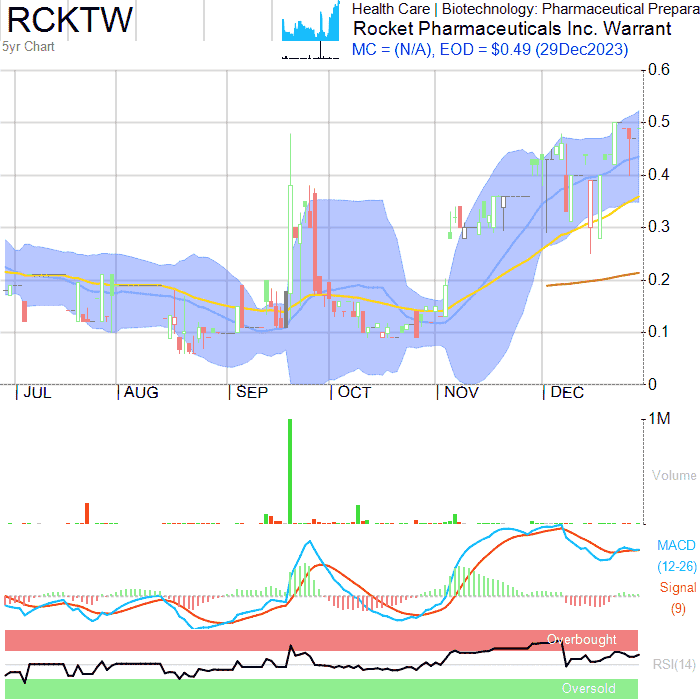 RCKTW
5yr Chart
Health Care | Biotechnology: Pharmaceutical Prepara
Rocket Pharmaceuticals Inc. Warrant
MC = (N/A), EOD = $0.49 (29Dec2023)
0.6
0.5
0.4
0.3
0.2
0.1
0
JUL AUG SEP OCT NOV DEC
1M
Volume
MACD
(12-26)
Signal
(9)
Overbought
RSI(14)
Oversold